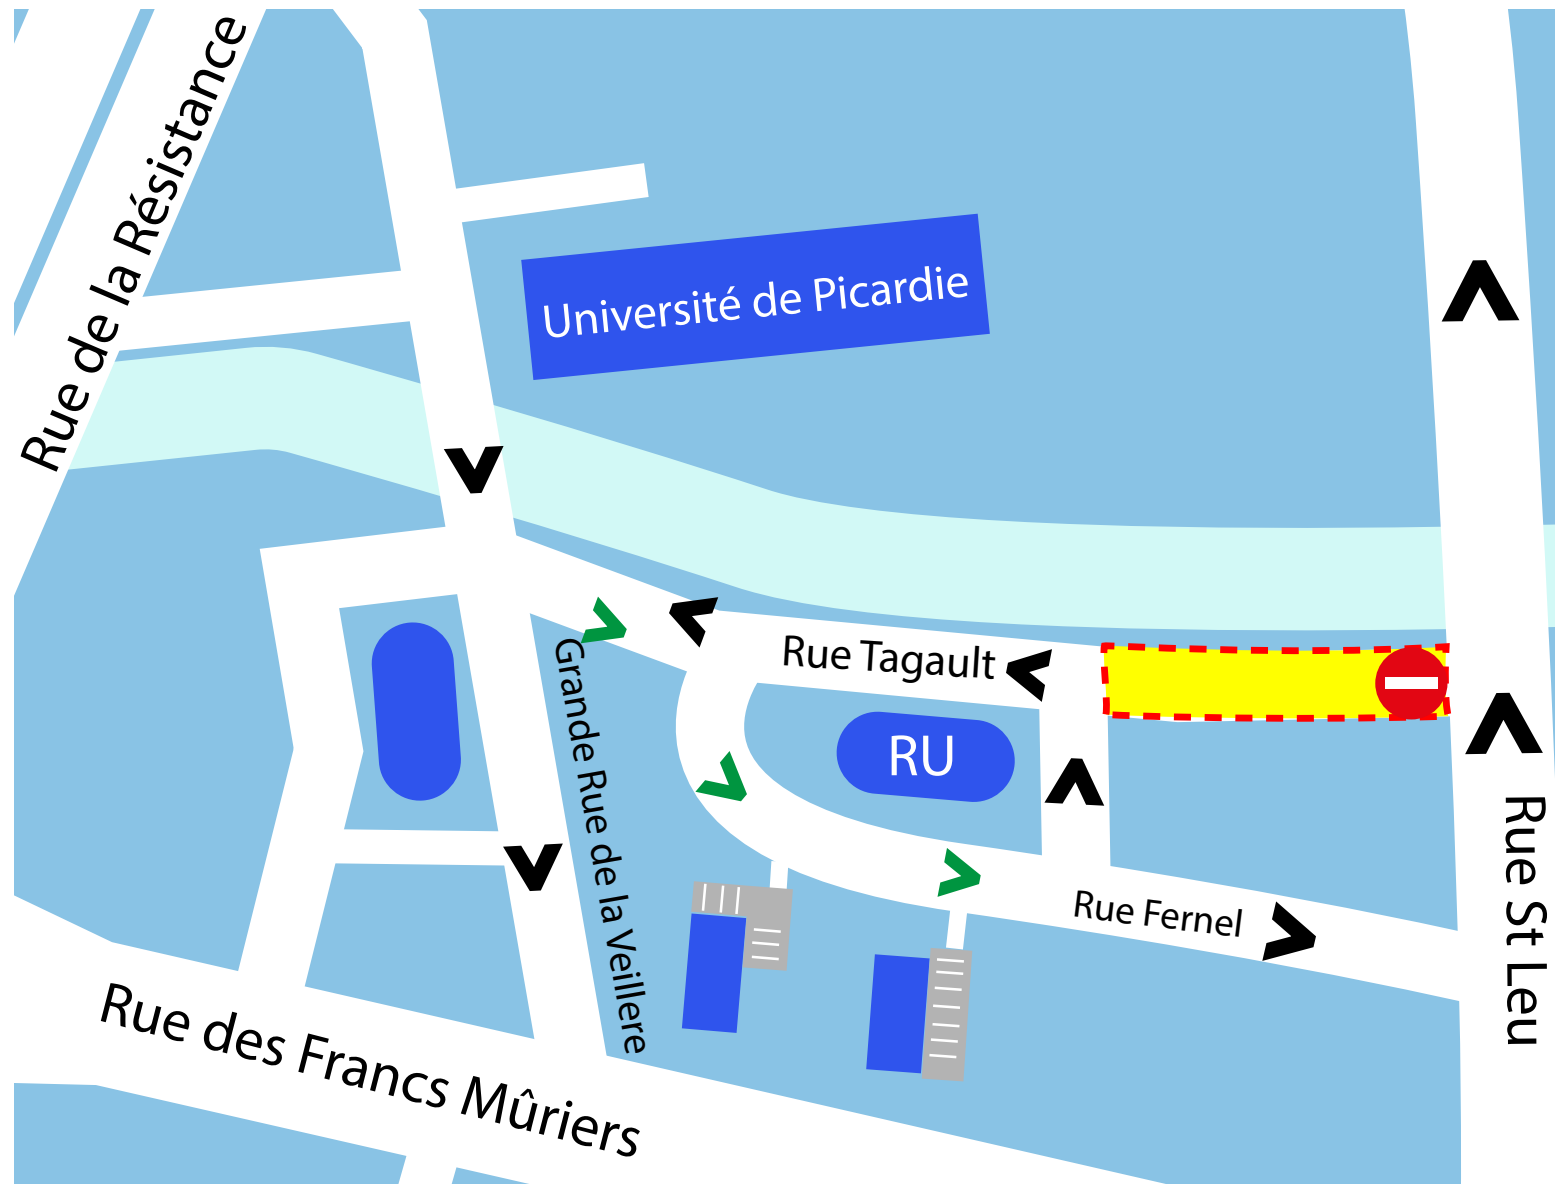 Rue de la Résistance
Université de Picardie
Rue Tagault
RU
Grande Rue de la Veillere
Rue Fernel
Rue St Leu
Rue des Francs Mûriers